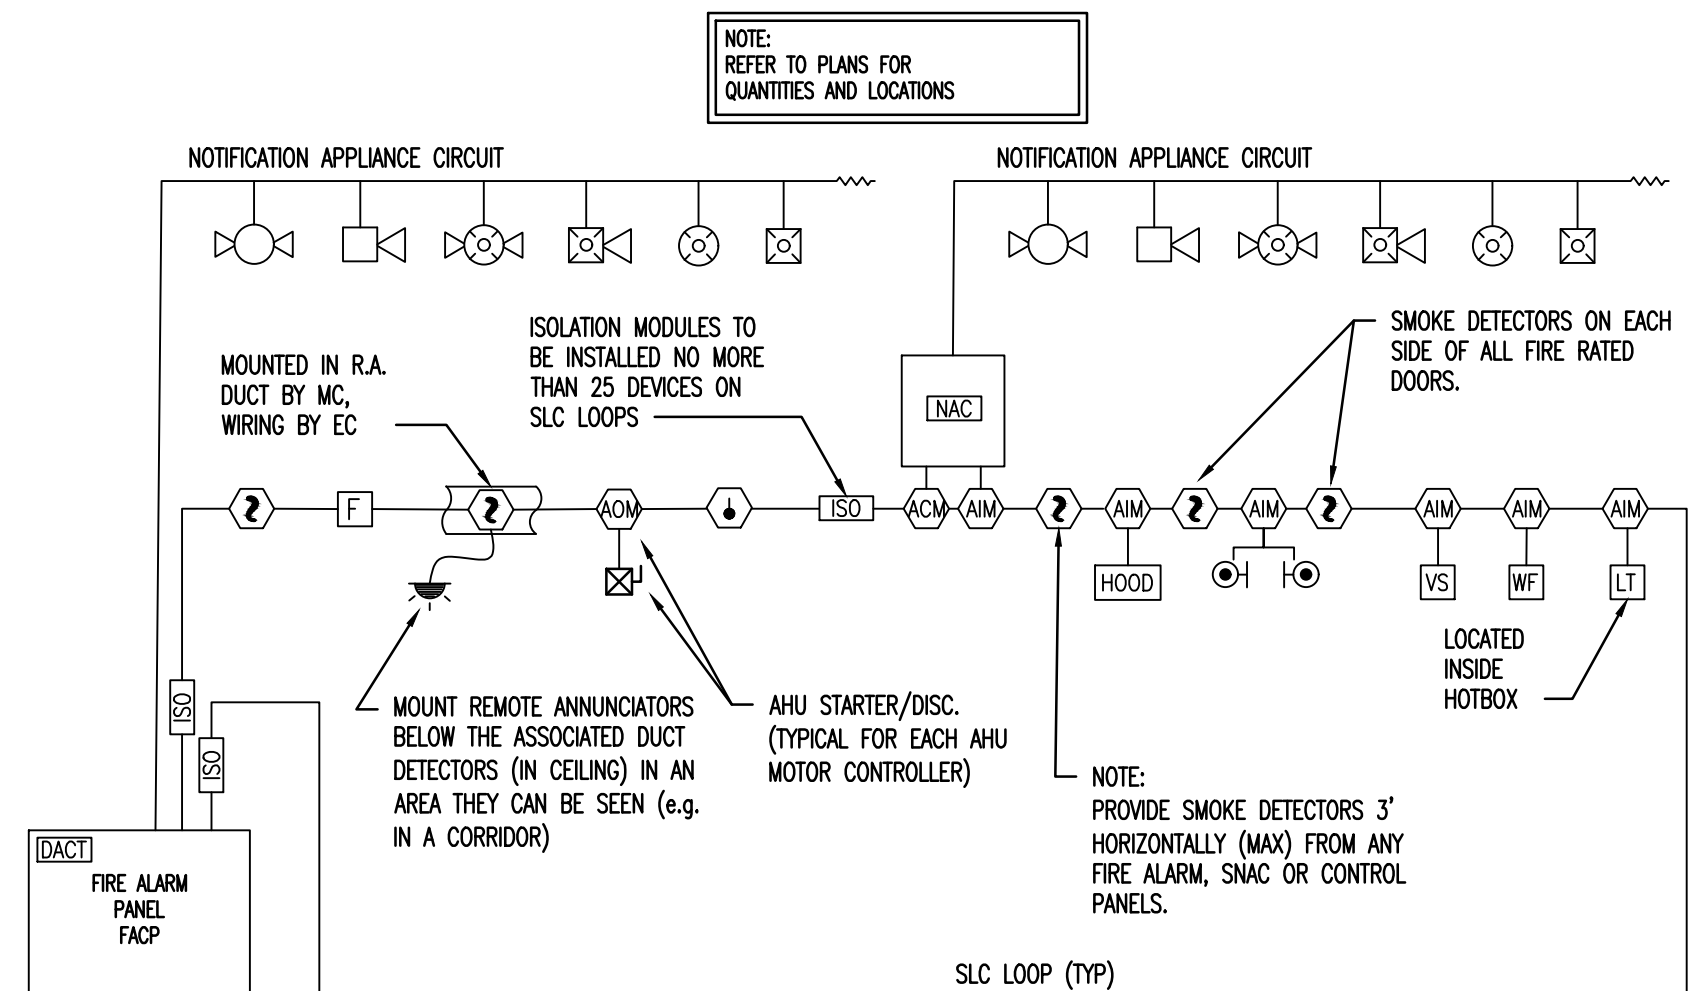 NOTE:
REFER TO PLANS FOR
QUANTITIES AND LOCATIONS
NOTIFICATION APPLIANCE CIRCUIT
NOTIFICATION APPLIANCE CIRCUIT
ISOLATION MODULES TO
BE INSTALLED NO MORE
THAN 25 DEVICES ON
SLC LOOPS
SMOKE DETECTORS ON EACH
SIDE OF ALL FIRE RATED
DOORS.
MOUNTED IN R.A.
DUCT BY MC,
WIRING BY EC
NAC
F
AOM
ISO
ACM
AIM
AIM
AIM
AIM
AIM
AIM
HOOD
VS
WF
LT
LOCATED
INSIDE
HOTBOX
ISO
ISO
MOUNT REMOTE ANNUNCIATORS
BELOW THE ASSOCIATED DUCT
DETECTORS (IN CEILING) IN AN
AREA THEY CAN BE SEEN (e.g.
IN A CORRIDOR)
AHU STARTER/DISC.
(TYPICAL FOR EACH AHU
MOTOR CONTROLLER)
NOTE:
PROVIDE SMOKE DETECTORS 3'
HORIZONTALLY (MAX) FROM ANY
FIRE ALARM, SNAC OR CONTROL
PANELS.
DACT
FIRE ALARM
PANEL
FACP
SLC LOOP (TYP)